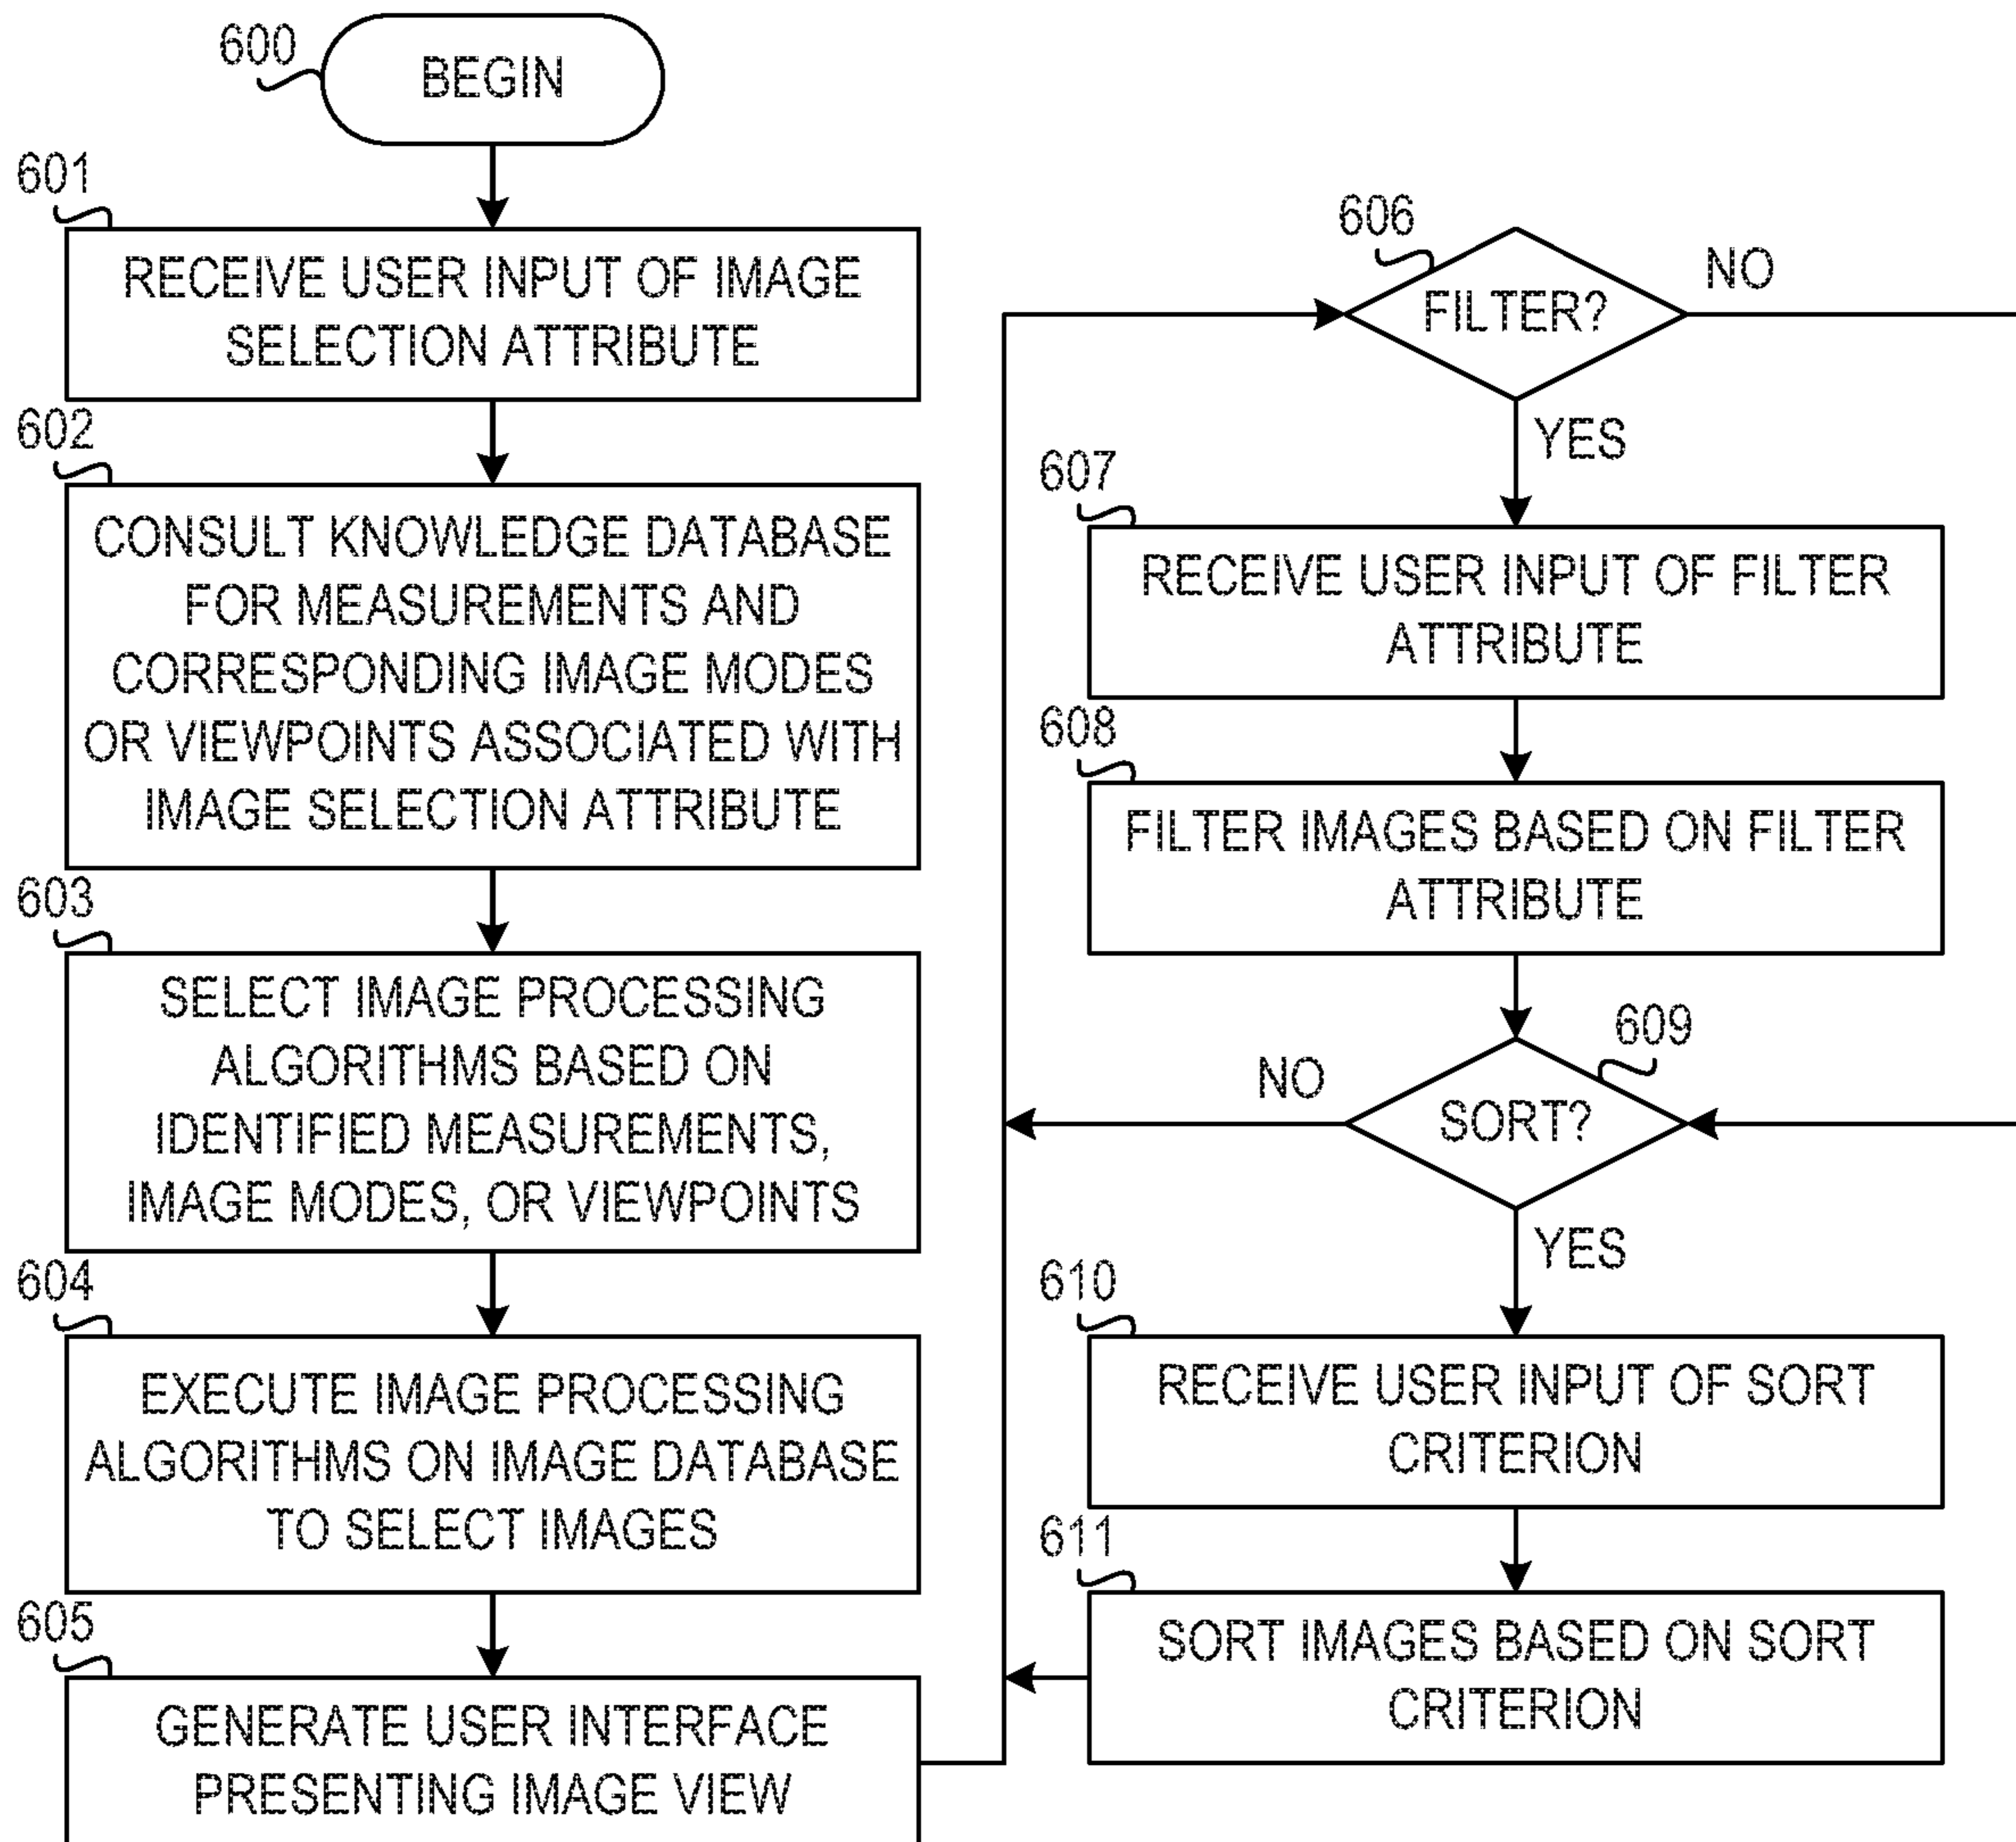 600
BEGIN
601
RECEIVE USER INPUT OF IMAGE
SELECTION ATTRIBUTE
602
CONSULT KNOWLEDGE DATABASE
FOR MEASUREMENTS AND
CORRESPONDING IMAGE MODES
OR VIEWPOINTS ASSOCIATED WITH
IMAGE SELECTION ATTRIBUTE
603
SELECT IMAGE PROCESSING
ALGORITHMS BASED ON
IDENTIFIED MEASUREMENTS,
IMAGE MODES, OR VIEWPOINTS
604
EXECUTE IMAGE PROCESSING
ALGORITHMS ON IMAGE DATABASE
TO SELECT IMAGES
605
GENERATE USER INTERFACE
PRESENTING IMAGE VIEW
606
FILTER?
NO
YES
607
RECEIVE USER INPUT OF FILTER
ATTRIBUTE
608
FILTER IMAGES BASED ON FILTER
ATTRIBUTE
609
SORT?
NO
YES
610
RECEIVE USER INPUT OF SORT
CRITERION
611
SORT IMAGES BASED ON SORT
CRITERION